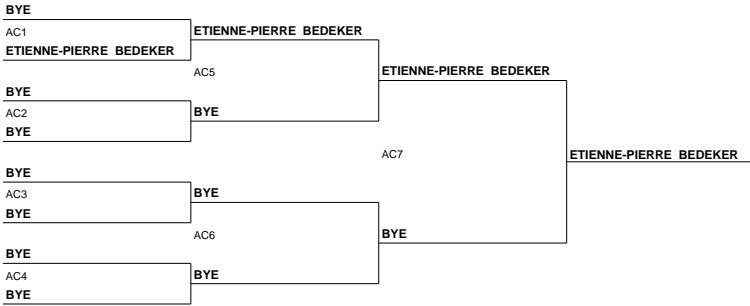 BYE
AC1
ETIENNE-PIERRE BEDEKER
ETIENNE-PIERRE BEDEKER
AC5
ETIENNE-PIERRE BEDEKER
BYE
AC2
BYE
BYE
AC7
ETIENNE-PIERRE BEDEKER
BYE
AC3
BYE
BYE
AC6
BYE
BYE
AC4
BYE
BYE